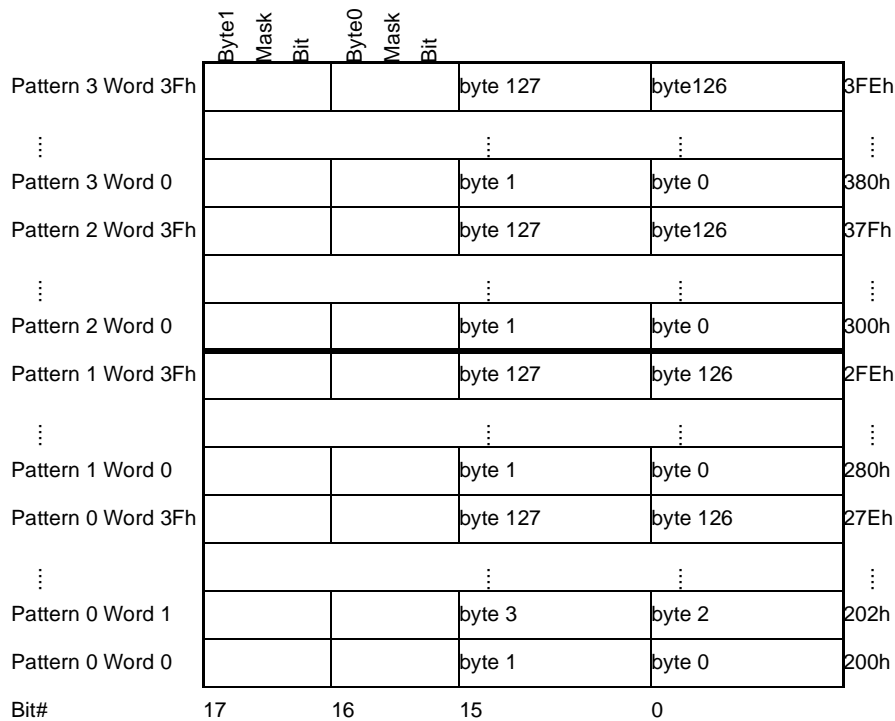 Byte1 Mask Bit Byte0 Mask Bit
Pattern 3 Word 3Fh byte 127 byte126 3FEh
⋮ ⋮ ⋮ ⋮
Pattern 3 Word 0 byte 1 byte 0 380h
Pattern 2 Word 3Fh byte 127 byte126 37Fh
⋮ ⋮ ⋮ ⋮
Pattern 2 Word 0 byte 1 byte 0 300h
Pattern 1 Word 3Fh byte 127 byte 126 2FEh
⋮ ⋮ ⋮ ⋮
Pattern 1 Word 0 byte 1 byte 0 280h
Pattern 0 Word 3Fh byte 127 byte 126 27Eh
⋮ ⋮ ⋮ ⋮
Pattern 0 Word 1 byte 3 byte 2 202h
Pattern 0 Word 0 byte 1 byte 0 200h
Bit# 17 16 15 0